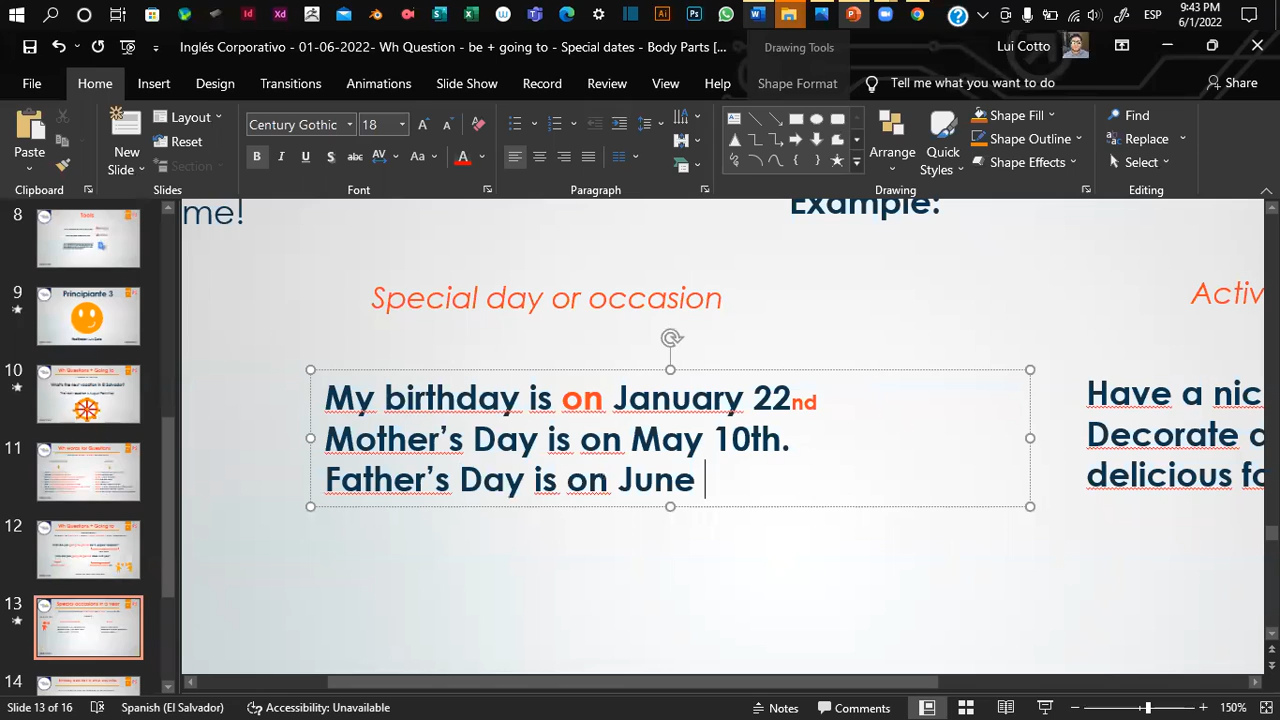 9:43 PM
ESP
6/1/2022
Inglés Corporativo - 01-06-2022- Wh Question - be + going to - Special dates - Body Parts [...
Drawing Tools
Lui Cotto
File
Home
Insert
Design
Transitions
Animations
Slide Show
Record
Review
View
Help
Shape Format
Tell me what you want to do
Share
Paste
New Slide
Layout
Reset
Section
Century Gothic
18
Arrange
Quick Styles
Shape Fill
Shape Outline
Shape Effects
Find
Replace
Select
Clipboard
Slides
Font
Paragraph
Drawing
Editing
8
Tools
9
Principiante 3
10
11
12
13
14
me!
Example:
Special day or occasion
Activ
My birthday is on January 22nd
Mother's Day is on May 10th.
Father's Day is on June
Have a nic
Decorate
delicious fo
Slide 13 of 16
Spanish (El Salvador)
Accessibility: Unavailable
Notes
Comments
150%